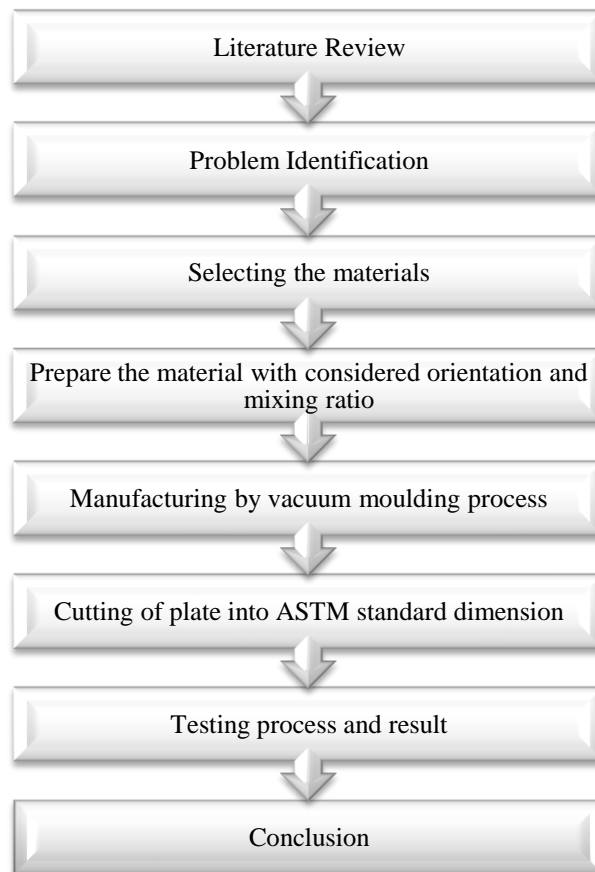 Literature Review
Problem Identification
Selecting the materials
Prepare the material with considered orientation and
mixing ratio
Manufacturing by vacuum moulding process
Cutting of plate into ASTM standard dimension
Testing process and result
Conclusion